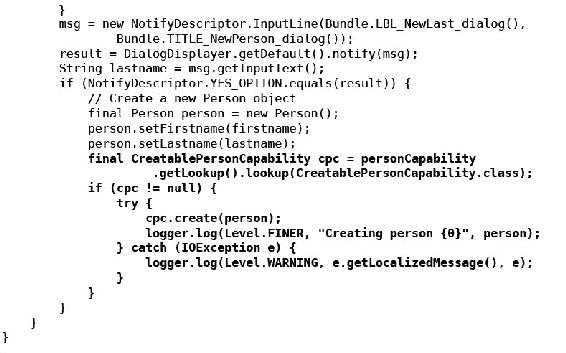 }
        msg = new NotifyDescriptor.InputLine(Bundle.LBL_NewLast_dialog(),
                Bundle.TITLE_NewPerson_dialog());
        result = DialogDisplayer.getDefault().notify(msg);
        String lastname = msg.getInputText();
        if (NotifyDescriptor.YES_OPTION.equals(result)) {
            // Create a new Person object
            final Person person = new Person();
            person.setFirstname(firstname);
            person.setLastname(lastname);
            final CreatablePersonCapability cpc = personCapability
                     .getLookup().lookup(CreatablePersonCapability.class);
            if (cpc != null) {
                try {
                    cpc.create(person);
                    logger.log(Level.FINER, "Creating person {0}", person);
                } catch (IOException e) {
                    logger.log(Level.WARNING, e.getLocalizedMessage(), e);
                }
            }
        }
    }
}